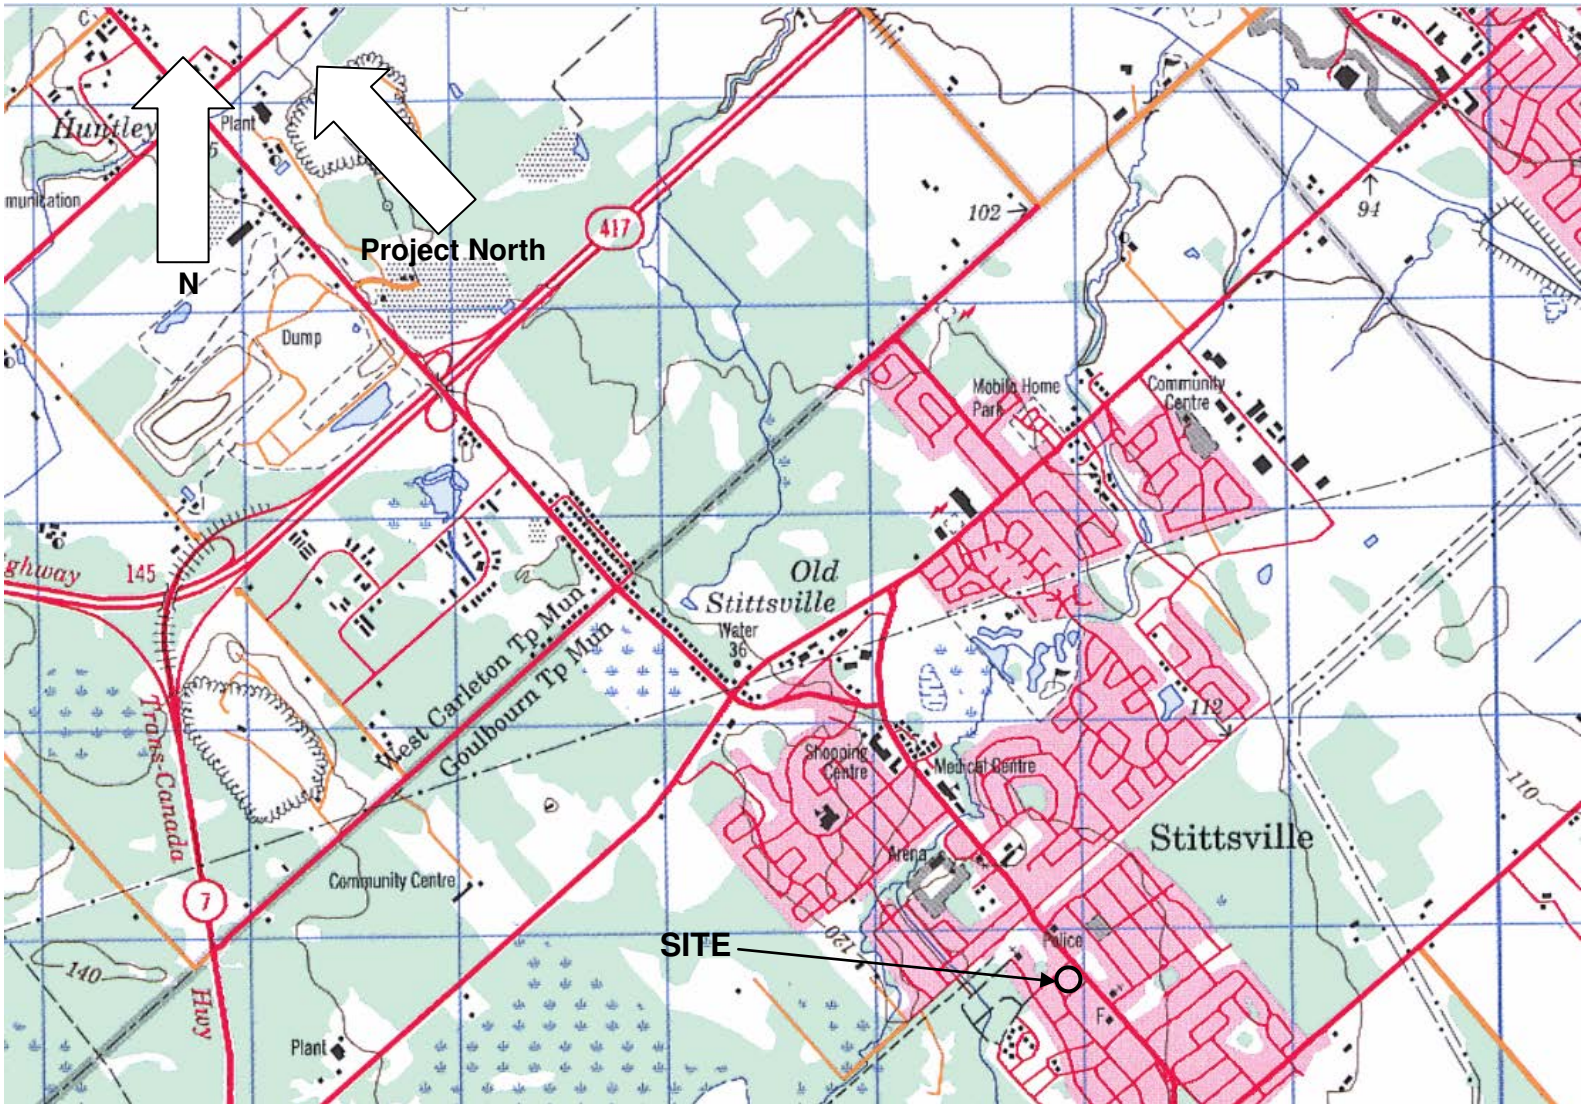 C
Huntley
Plant
munication
N
Project North
417
102
94
Dump
Mobile Home
Park
Community
Centre
ghway
145
Old
Stittsville
Water
36
West Carleton Tp Mun
Goulbourn Tp Mun
112
Trans-Canada
Shopping
Centre
Medical Centre
110
Stittsville
Arena
Community Centre
7
120
SITE
Police
140
Hwy
F
Plant